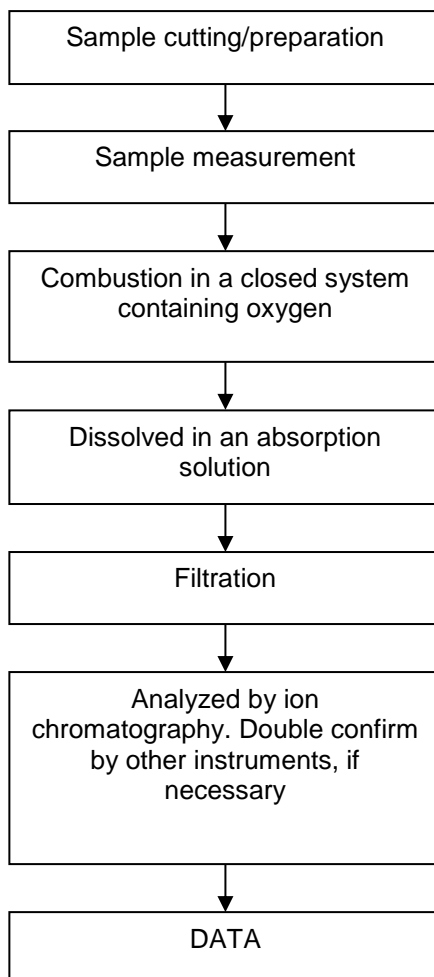 Sample cutting/preparation
Sample measurement
Combustion in a closed system
containing oxygen
Dissolved in an absorption
solution
Filtration
Analyzed by ion
chromatography. Double confirm
by other instruments, if
necessary
DATA